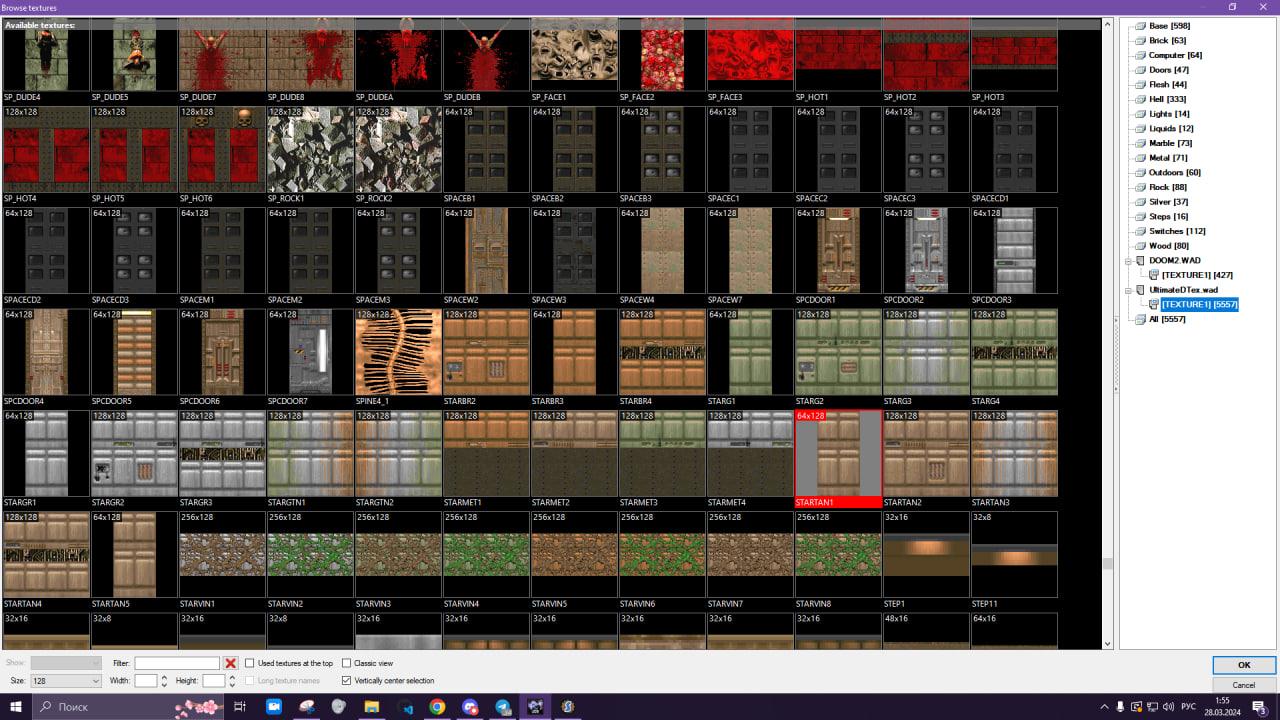 Browse textures
Available textures:
SP_DUDE4 SP_DUDE5 SP_DUDE7 SP_DUDE8 SP_DUDEA SP_DUDEB SP_FACE1 SP_FACE2 SP_FACE3 SP_HOT1 SP_HOT2 SP_HOT3
128x128 128x128 128x128 128x128 128x128 64x128 64x128 64x128 64x128 64x128 64x128 64x128
SP_HOT4 SP_HOT5 SP_HOT6 SP_ROCK1 SP_ROCK2 SPACEB1 SPACEB2 SPACEB3 SPACEC1 SPACEC2 SPACEC3 SPACECD1
64x128 64x128 64x128 64x128 64x128 64x128 64x128 64x128 64x128 64x128 64x128 64x128
SPACECD2 SPACECD3 SPACEM1 SPACEM2 SPACEM3 SPACEW2 SPACEW3 SPACEW4 SPACEW7 SPCDOOR1 SPCDOOR2 SPCDOOR3
64x128 64x128 64x128 64x128 128x128 128x128 64x128 128x128 64x128 128x128 128x128 128x128
SPCDOOR4 SPCDOOR5 SPCDOOR6 SPCDOOR7 SPINE4_1 STARBR2 STARBR3 STARBR4 STARG1 STARG2 STARG3 STARG4
64x128 128x128 128x128 128x128 128x128 128x128 128x128 128x128 128x128 64x128 128x128 128x128
STARGR1 STARGR2 STARGR3 STARGTN1 STARGTN2 STARMET1 STARMET2 STARMET3 STARMET4 STARTAN1 STARTAN2 STARTAN3
128x128 64x128 256x128 256x128 256x128 256x128 256x128 256x128 256x128 256x128 32x16 32x8
STARTAN4 STARTAN5 STARVIN1 STARVIN2 STARVIN3 STARVIN4 STARVIN5 STARVIN6 STARVIN7 STARVIN8 STEP1 STEP11
32x16 32x8 32x16 32x8 32x16 32x16 32x16 32x16 32x16 32x16 48x16 64x16
Base [598]
Brick [63]
Computer [64]
Doors [47]
Flesh [44]
Hell [333]
Lights [14]
Liquids [12]
Marble [73]
Metal [71]
Outdoors [60]
Rock [88]
Silver [37]
Steps [16]
Switches [112]
Wood [80]
DOOM2.WAD
[TEXTURE1] [427]
UltimateDTex.wad
[TEXTURE1] [5557]
All [5557]
Show: Filter: Used textures at the top Classic view
Size: 128 Width: Height: Long texture names Vertically center selection
OK
Cancel
Поиск
РУС
1:55
28.03.2024
3